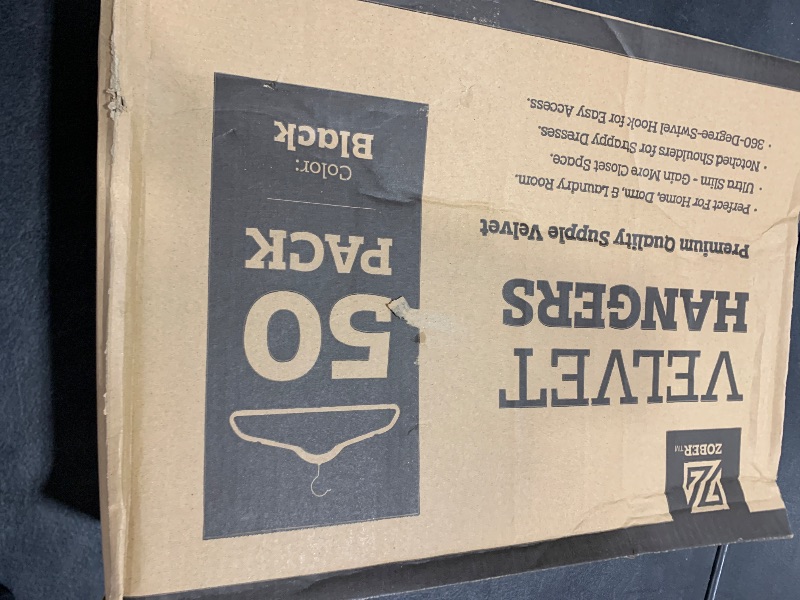 ZOBER™
VELVET
HANGERS
Premium Quality Supple Velvet
• Perfect For Home, Dorm, & Laundry Room.
• Ultra Slim - Gain More Closet Space.
• Notched Shoulders for Strappy Dresses.
• 360-Degree-Swivel Hook for Easy Access.
50
PACK
Color:
Black